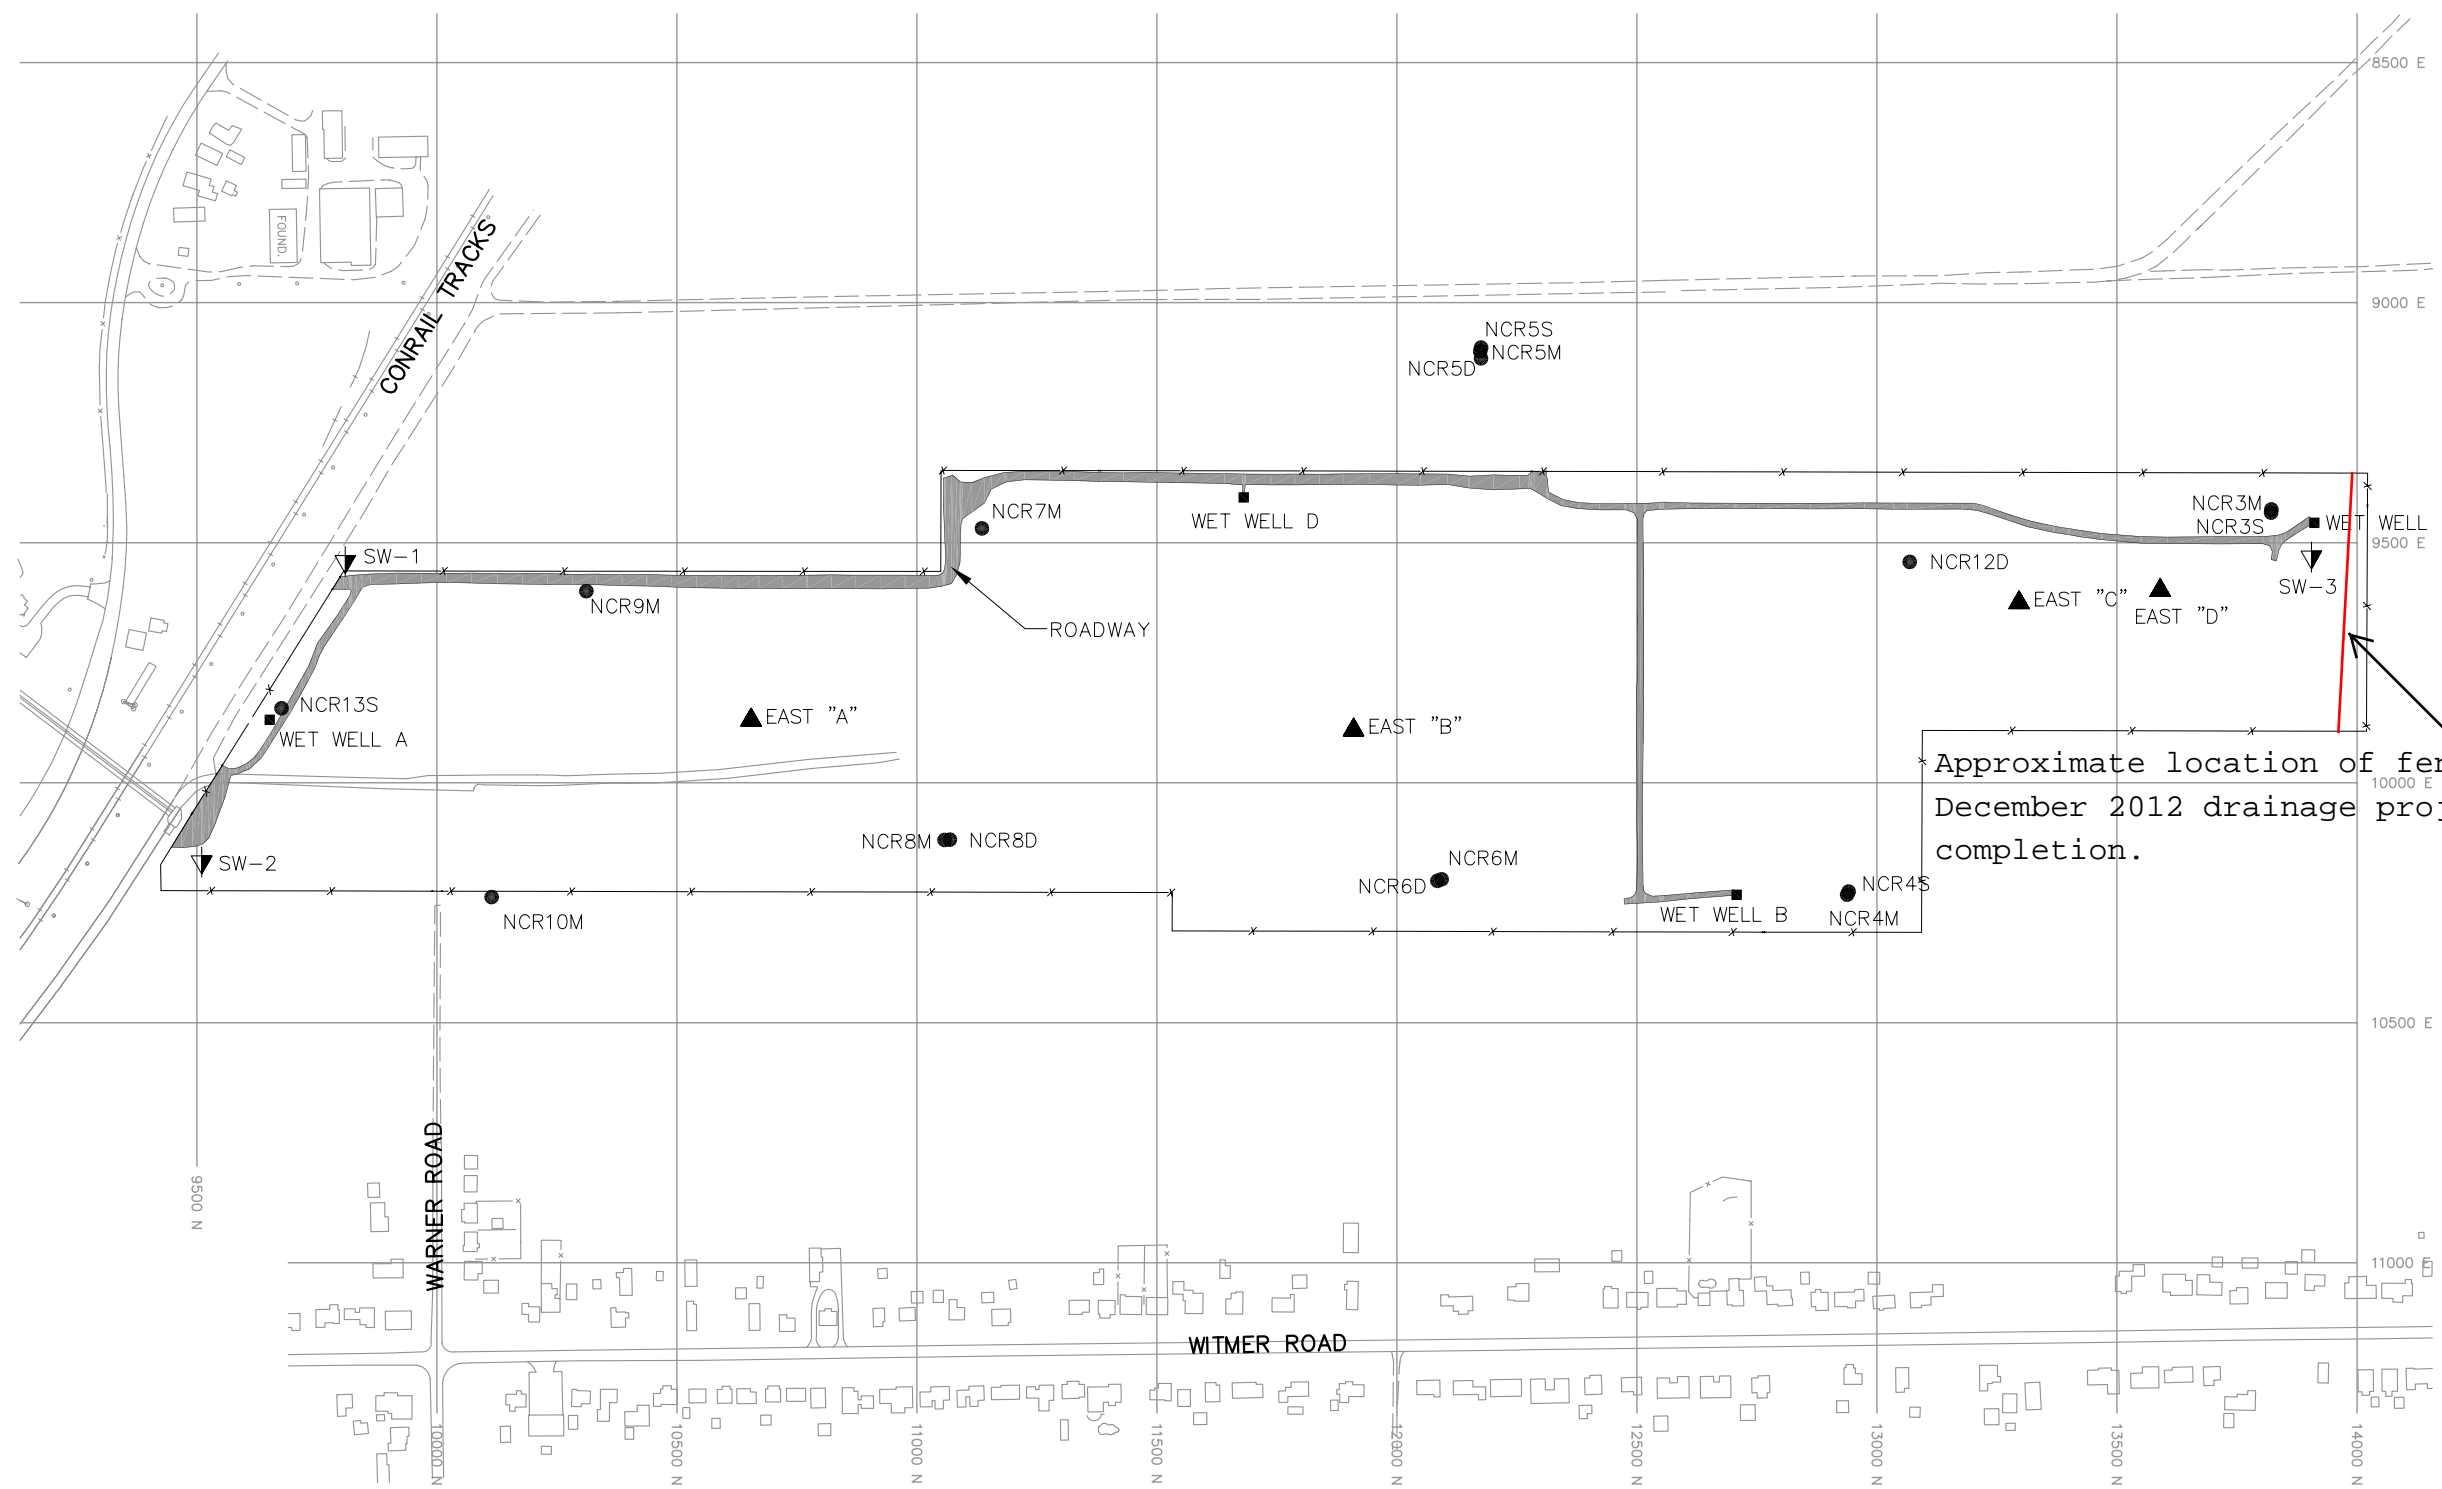 8500 E
FOUND.
CONRAIL TRACKS
9000 E
NCR5S
NCR5M
NCR5D
NCR7M
WET WELL D
NCR3M
NCR3S
WET WELL
9500 E
SW-1
NCR12D
SW-3
NCR9M
EAST "C"
EAST "D"
ROADWAY
NCR13S
WET WELL A
EAST "A"
EAST "B"
Approximate location of
10000 E
December 2012 drainage
completion.
NCR8M
NCR8D
SW-2
NCR6M
NCR6D
NCR4S
NCR4M
WET WELL B
NCR10M
10500 E
WARNER ROAD
9500 N
11000 E
WITMER ROAD
10000 N
10500 N
11000 N
11500 N
12000 N
12500 N
13000 N
13500 N
14000 N